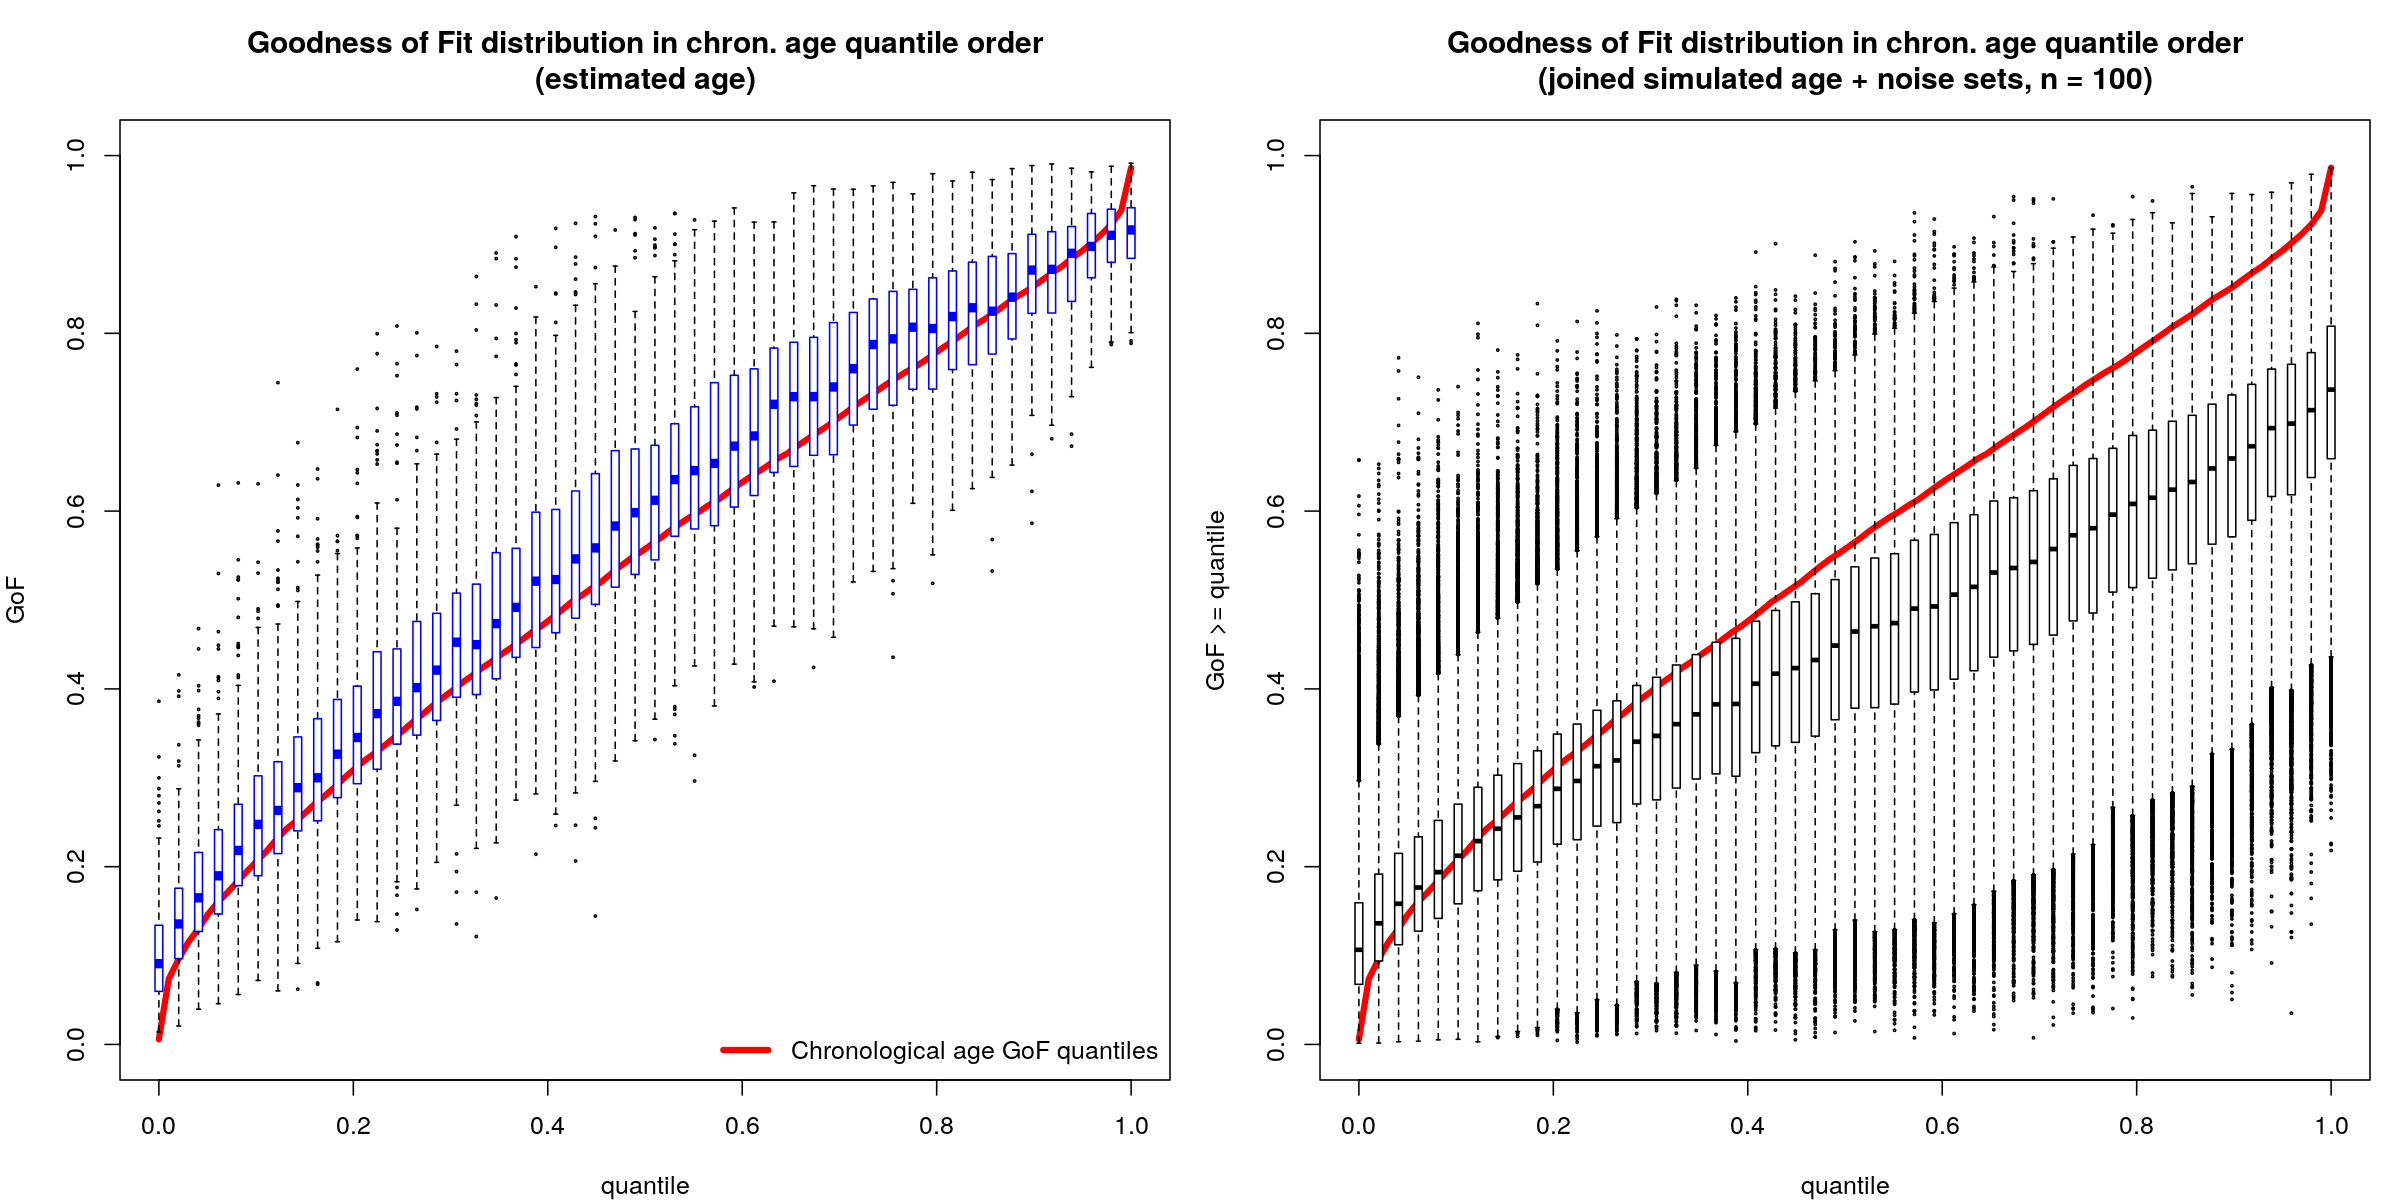 Goodness of Fit distribution in chron. age quantile order
(estimated age)
GoF
0.0 0.2 0.4 0.6 0.8 1.0
Chronological age GoF quantiles
0.0 0.2 0.4 0.6 0.8 1.0
quantile
Goodness of Fit distribution in chron. age quantile order
(joined simulated age + noise sets, n = 100)
GoF >= quantile
0.0 0.2 0.4 0.6 0.8 1.0
0.0 0.2 0.4 0.6 0.8 1.0
quantile